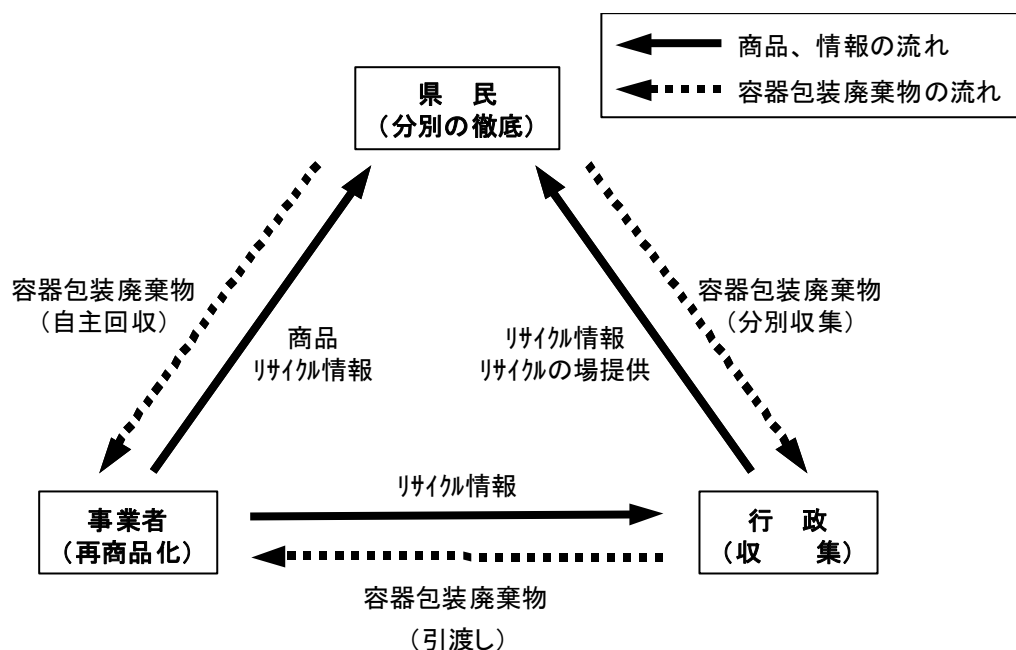 商品、情報の流れ
容器包装廃棄物の流れ
県　民
（分別の徹底）
容器包装廃棄物
（自主回収）
商品
ﾘｻｲｸﾙ情報
ﾘｻｲｸﾙ情報
ﾘｻｲｸﾙの場提供
容器包装廃棄物
（分別収集）
事業者
（再商品化）
ﾘｻｲｸﾙ情報
行　政
（収　　集）
容器包装廃棄物
（引渡し）